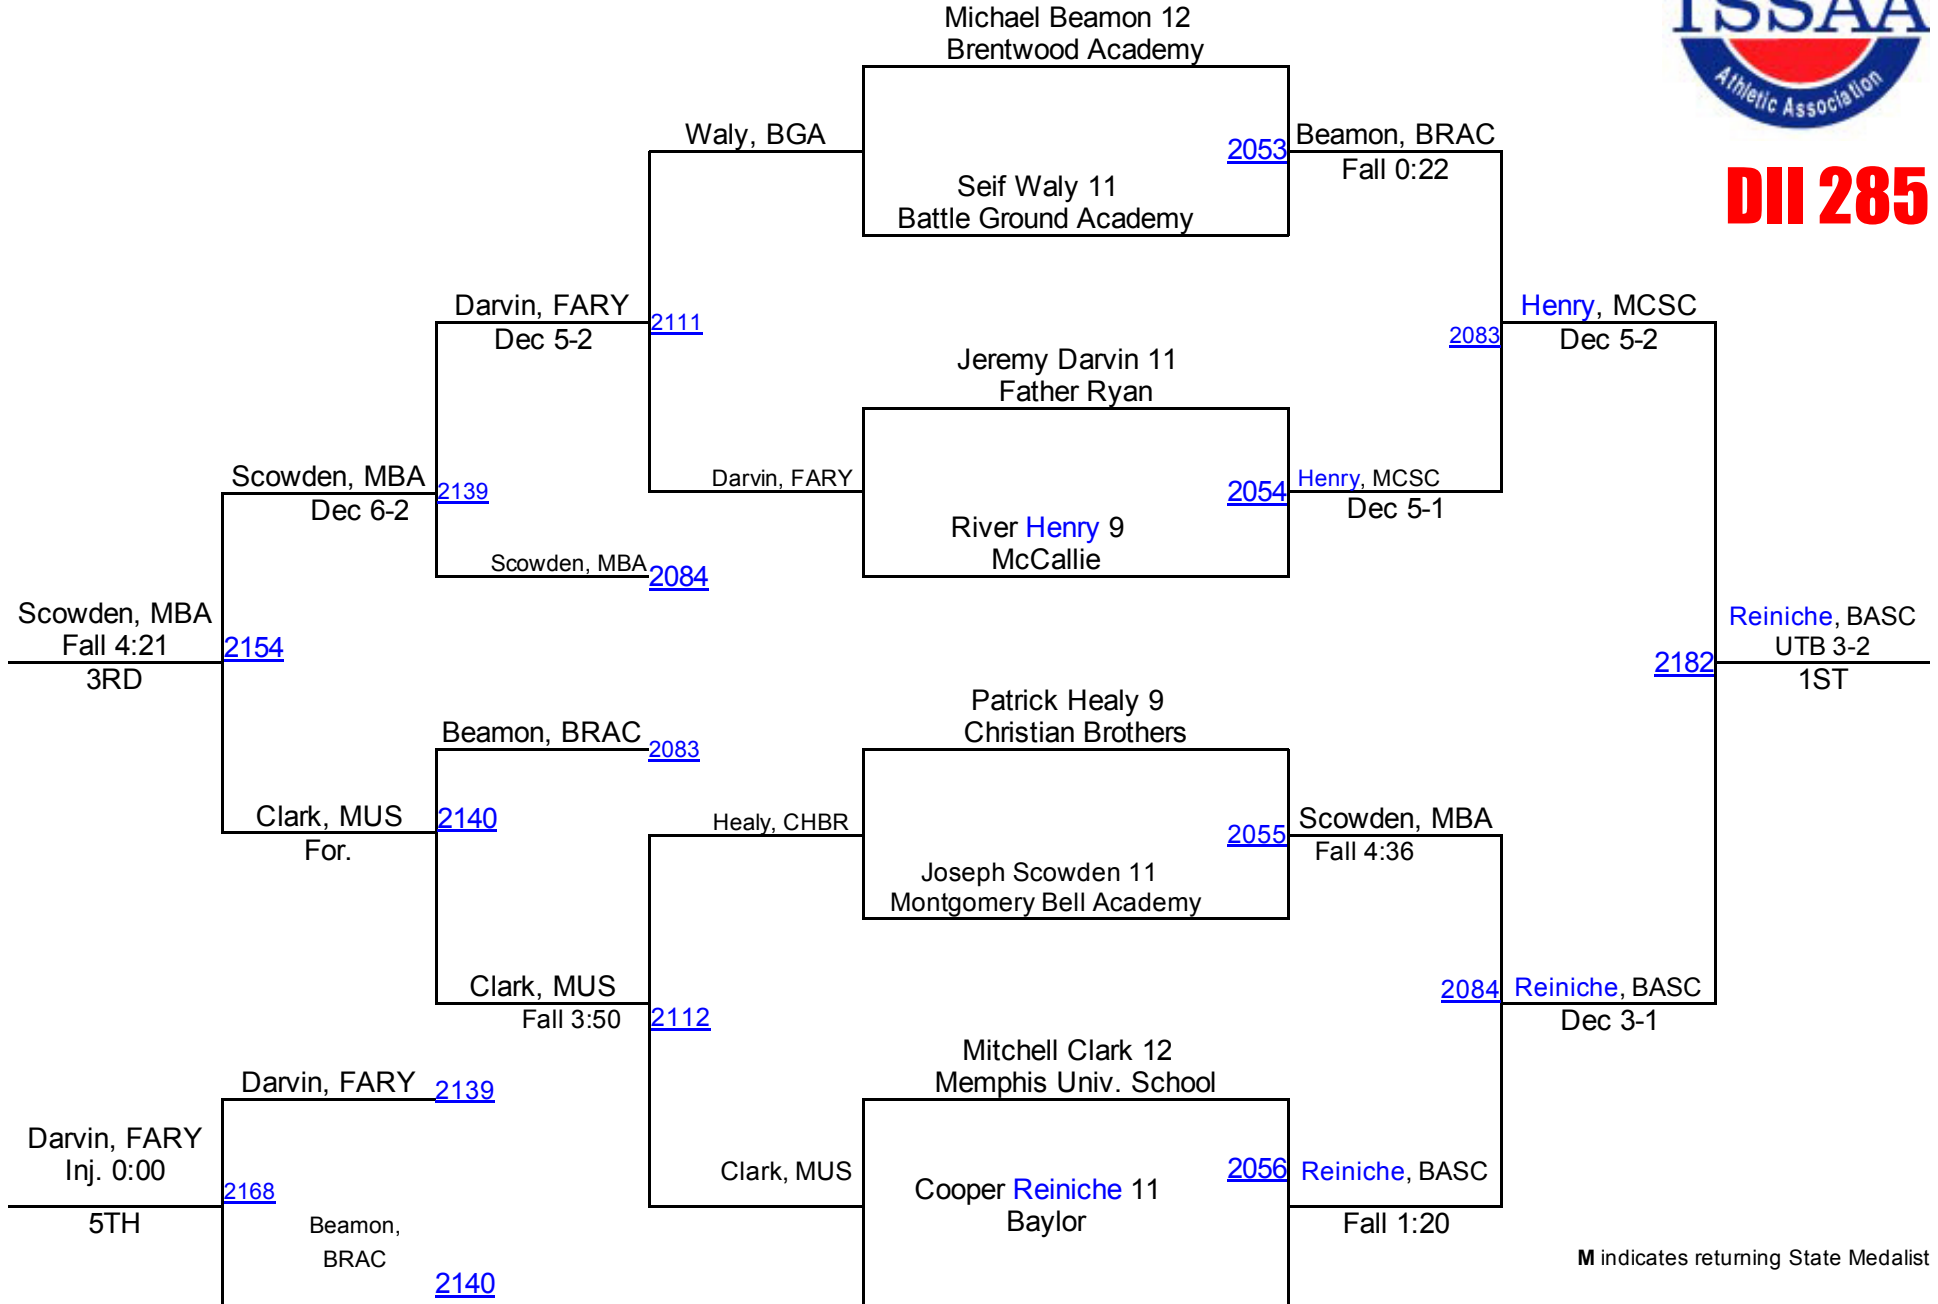 Michael Beamon 12
Brentwood Academy
TSSAA
Athletic Association
DII 285
Waly, BGA
2053
Beamon, BRAC
Fall 0:22
Seif Waly 11
Battle Ground Academy
Darvin, FARY
Dec 5-2
2111
Henry, MCSC
Dec 5-2
2083
Jeremy Darvin 11
Father Ryan
Scowden, MBA
Dec 6-2
2139
Darvin, FARY
2054
Henry, MCSC
Dec 5-1
River Henry 9
McCallie
Scowden, MBA
2084
Scowden, MBA
Fall 4:21
3RD
2154
Reiniche, BASC
UTB 3-2
1ST
2182
Patrick Healy 9
Christian Brothers
Beamon, BRAC
2083
Clark, MUS
For.
2140
Healy, CHBR
2055
Scowden, MBA
Fall 4:36
Joseph Scowden 11
Montgomery Bell Academy
Clark, MUS
Fall 3:50
2112
2084
Reiniche, BASC
Dec 3-1
Mitchell Clark 12
Memphis Univ. School
Darvin, FARY
2139
Darvin, FARY
Inj. 0:00
5TH
2168
Clark, MUS
2056
Reiniche, BASC
Fall 1:20
Cooper Reiniche 11
Baylor
Beamon,
BRAC
2140
M indicates returning State Medalist